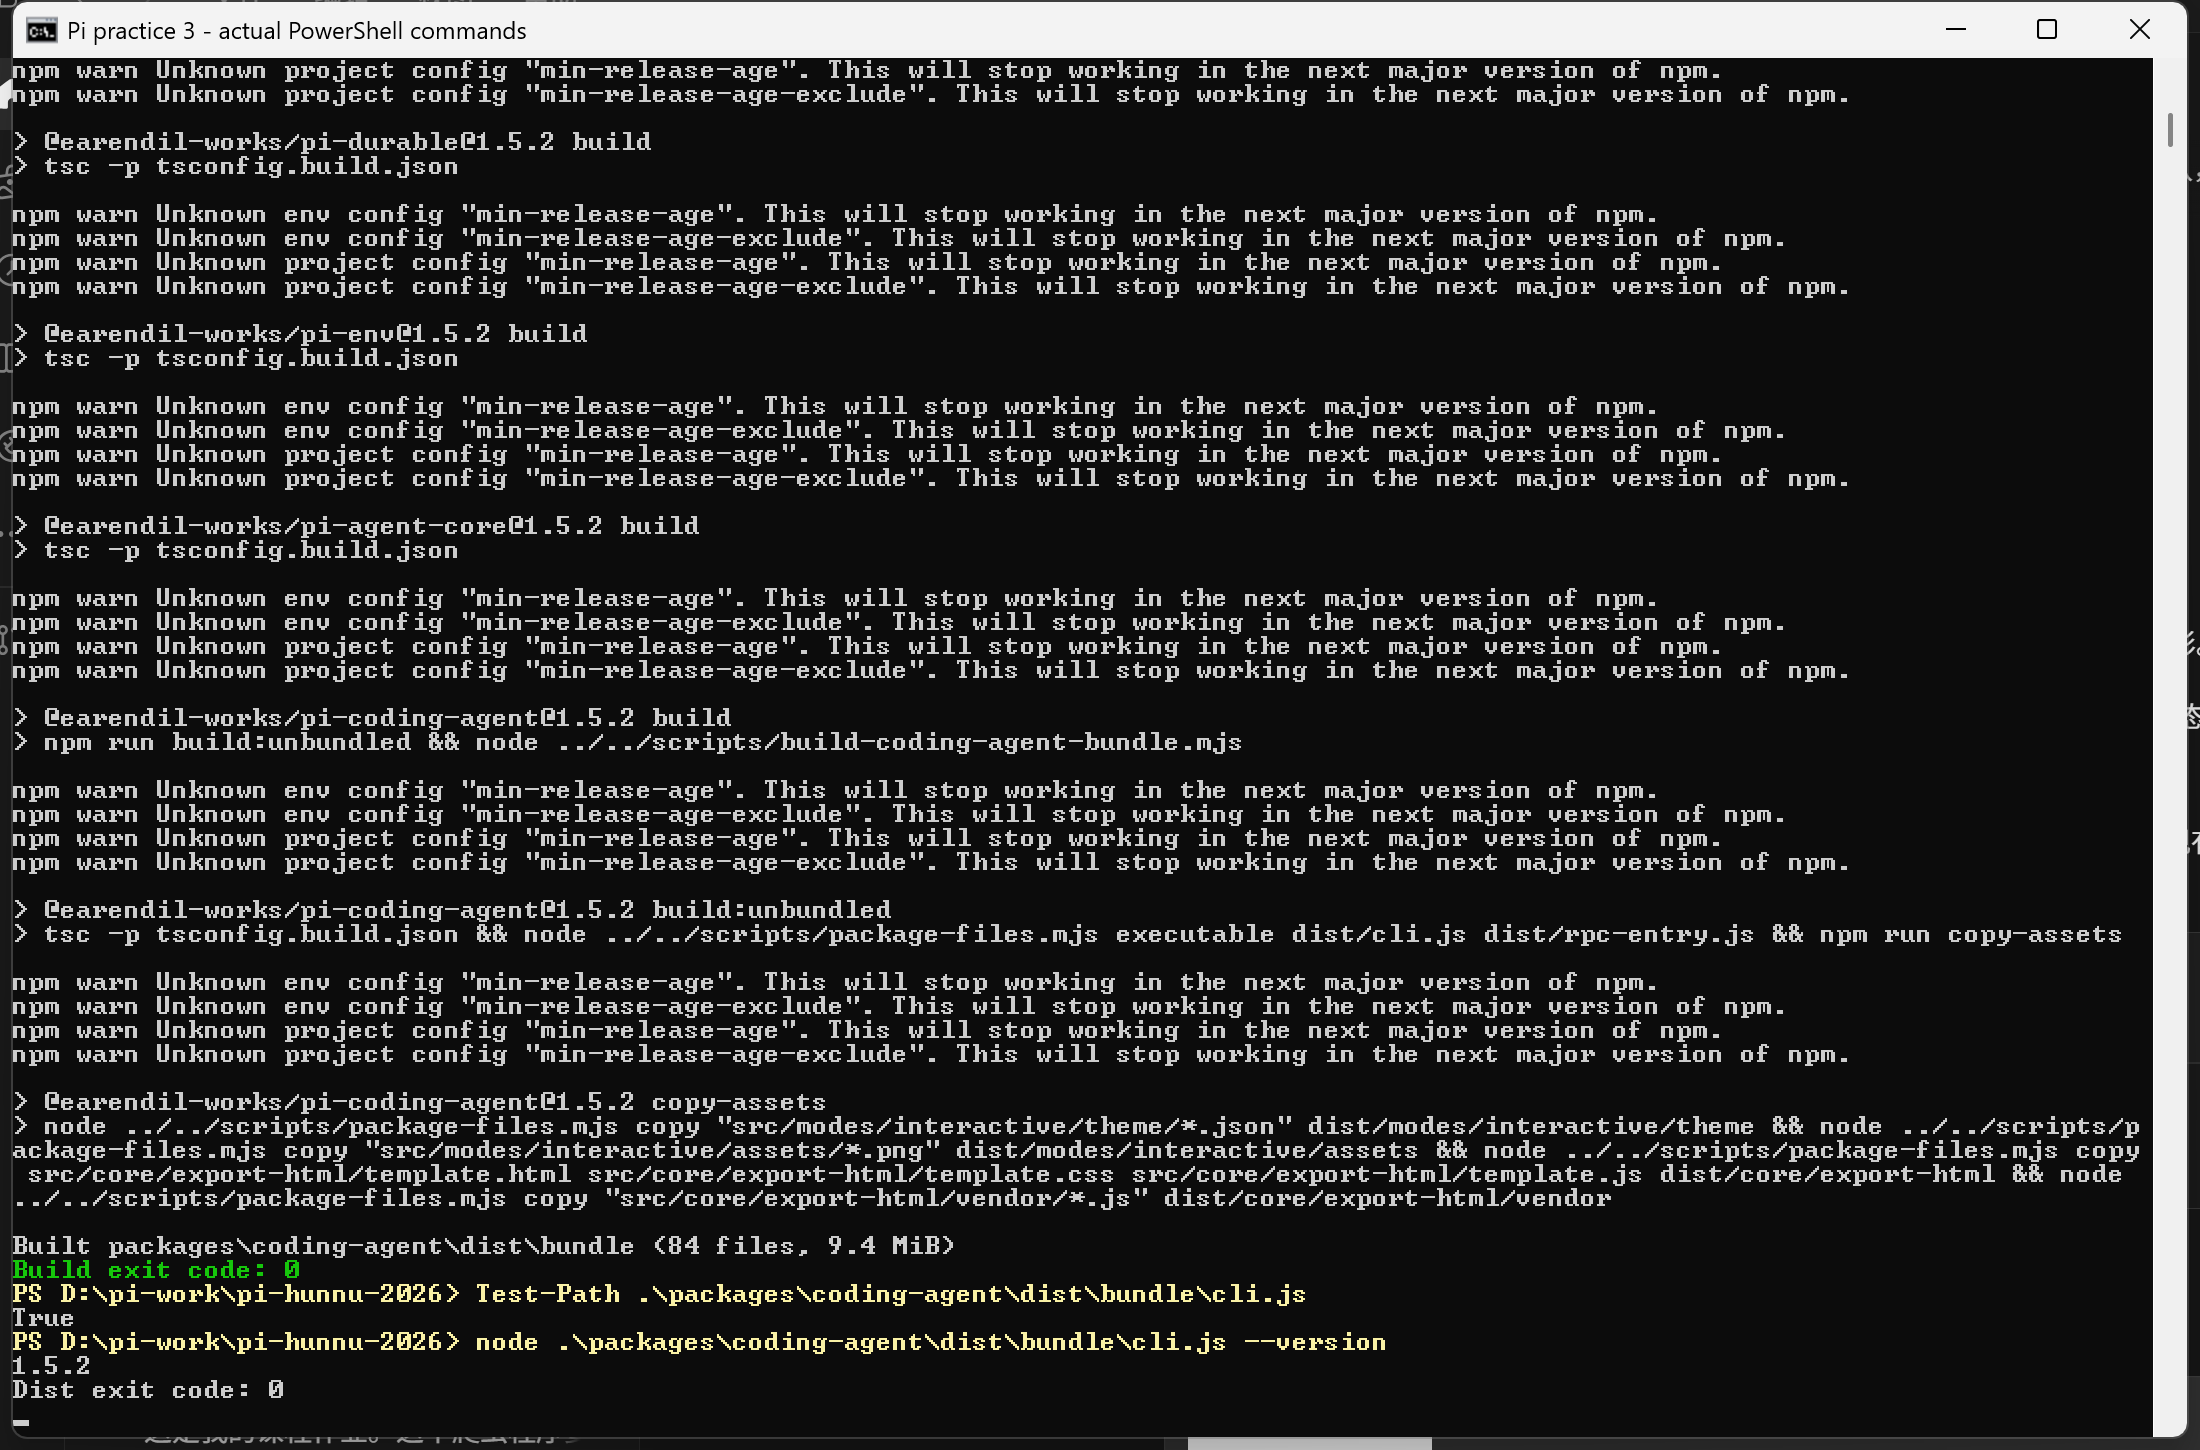 Pi practice 3 - actual PowerShell commands
npm warn Unknown project config "min-release-age". This will stop working in the next major version of npm.
npm warn Unknown project config "min-release-age-exclude". This will stop working in the next major version of npm.
> @earendil-works/pi-durable@1.5.2 build
> tsc -p tsconfig.build.json
npm warn Unknown env config "min-release-age". This will stop working in the next major version of npm.
npm warn Unknown env config "min-release-age-exclude". This will stop working in the next major version of npm.
npm warn Unknown project config "min-release-age". This will stop working in the next major version of npm.
npm warn Unknown project config "min-release-age-exclude". This will stop working in the next major version of npm.
> @earendil-works/pi-env@1.5.2 build
> tsc -p tsconfig.build.json
npm warn Unknown env config "min-release-age". This will stop working in the next major version of npm.
npm warn Unknown env config "min-release-age-exclude". This will stop working in the next major version of npm.
npm warn Unknown project config "min-release-age". This will stop working in the next major version of npm.
npm warn Unknown project config "min-release-age-exclude". This will stop working in the next major version of npm.
> @earendil-works/pi-agent-core@1.5.2 build
> tsc -p tsconfig.build.json
npm warn Unknown env config "min-release-age". This will stop working in the next major version of npm.
npm warn Unknown env config "min-release-age-exclude". This will stop working in the next major version of npm.
npm warn Unknown project config "min-release-age". This will stop working in the next major version of npm.
npm warn Unknown project config "min-release-age-exclude". This will stop working in the next major version of npm.
> @earendil-works/pi-coding-agent@1.5.2 build
> npm run build:unbundled && node ../../scripts/build-coding-agent-bundle.mjs
npm warn Unknown env config "min-release-age". This will stop working in the next major version of npm.
npm warn Unknown env config "min-release-age-exclude". This will stop working in the next major version of npm.
npm warn Unknown project config "min-release-age". This will stop working in the next major version of npm.
npm warn Unknown project config "min-release-age-exclude". This will stop working in the next major version of npm.
> @earendil-works/pi-coding-agent@1.5.2 build:unbundled
> tsc -p tsconfig.build.json && node ../../scripts/package-files.mjs executable dist/cli.js dist/rpc-entry.js && npm run copy-assets
npm warn Unknown env config "min-release-age". This will stop working in the next major version of npm.
npm warn Unknown env config "min-release-age-exclude". This will stop working in the next major version of npm.
npm warn Unknown project config "min-release-age". This will stop working in the next major version of npm.
npm warn Unknown project config "min-release-age-exclude". This will stop working in the next major version of npm.
> @earendil-works/pi-coding-agent@1.5.2 copy-assets
> node ../../scripts/package-files.mjs copy "src/modes/interactive/theme/*.json" dist/modes/interactive/theme && node ../../scripts/p
ackage-files.mjs copy "src/modes/interactive/assets/*.png" dist/modes/interactive/assets && node ../../scripts/package-files.mjs copy
 src/core/export-html/template.html src/core/export-html/template.css src/core/export-html/template.js dist/core/export-html && node
../../scripts/package-files.mjs copy "src/core/export-html/vendor/*.js" dist/core/export-html/vendor
Built packages\coding-agent\dist\bundle (84 files, 9.4 MiB)
Build exit code: 0
PS D:\pi-work\pi-hunnu-2026> Test-Path .\packages\coding-agent\dist\bundle\cli.js
True
PS D:\pi-work\pi-hunnu-2026> node .\packages\coding-agent\dist\bundle\cli.js --version
1.5.2
Dist exit code: 0